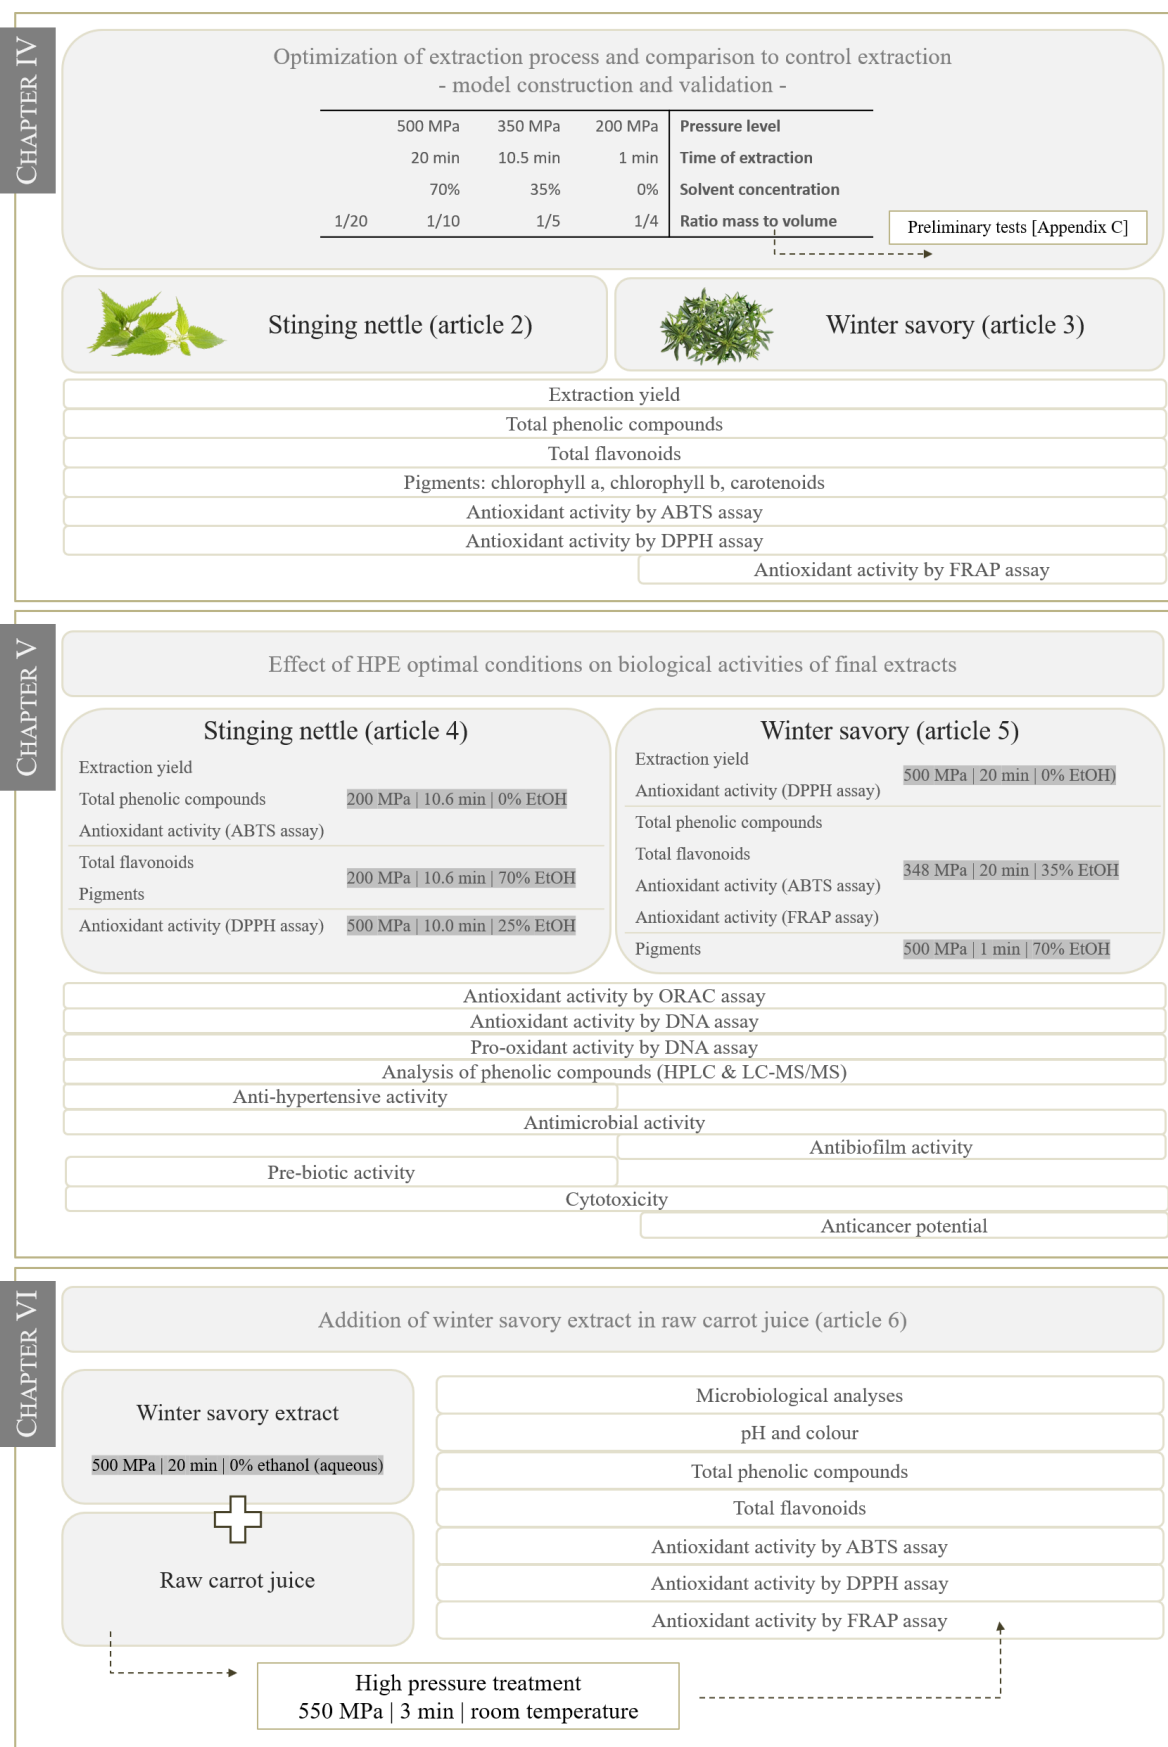 CHAPTER IV
Optimization of extraction process and comparison to control extraction
- model construction and validation -
500 MPa 350 MPa 200 MPa Pressure level
20 min 10.5 min 1 min Time of extraction
70% 35% 0% Solvent concentration
1/20 1/10 1/5 1/4 Ratio mass to volume
Preliminary tests [Appendix C]
Stinging nettle (article 2)
Winter savory (article 3)
Extraction yield
Total phenolic compounds
Total flavonoids
Pigments: chlorophyll a, chlorophyll b, carotenoids
Antioxidant activity by ABTS assay
Antioxidant activity by DPPH assay
Antioxidant activity by FRAP assay
CHAPTER V
Effect of HPE optimal conditions on biological activities of final extracts
Stinging nettle (article 4)
Extraction yield
Total phenolic compounds
200 MPa | 10.6 min | 0% EtOH
Antioxidant activity (ABTS assay)
Total flavonoids
200 MPa | 10.6 min | 70% EtOH
Pigments
Antioxidant activity (DPPH assay)
500 MPa | 10.0 min | 25% EtOH
Winter savory (article 5)
Extraction yield
500 MPa | 20 min | 0% EtOH)
Antioxidant activity (DPPH assay)
Total phenolic compounds
Total flavonoids
348 MPa | 20 min | 35% EtOH
Antioxidant activity (ABTS assay)
Antioxidant activity (FRAP assay)
Pigments
500 MPa | 1 min | 70% EtOH
Antioxidant activity by ORAC assay
Antioxidant activity by DNA assay
Pro-oxidant activity by DNA assay
Analysis of phenolic compounds (HPLC & LC-MS/MS)
Anti-hypertensive activity
Antimicrobial activity
Antibiofilm activity
Pre-biotic activity
Cytotoxicity
Anticancer potential
CHAPTER VI
Addition of winter savory extract in raw carrot juice (article 6)
Winter savory extract
500 MPa | 20 min | 0% ethanol (aqueous)
Raw carrot juice
Microbiological analyses
pH and colour
Total phenolic compounds
Total flavonoids
Antioxidant activity by ABTS assay
Antioxidant activity by DPPH assay
Antioxidant activity by FRAP assay
High pressure treatment
550 MPa | 3 min | room temperature